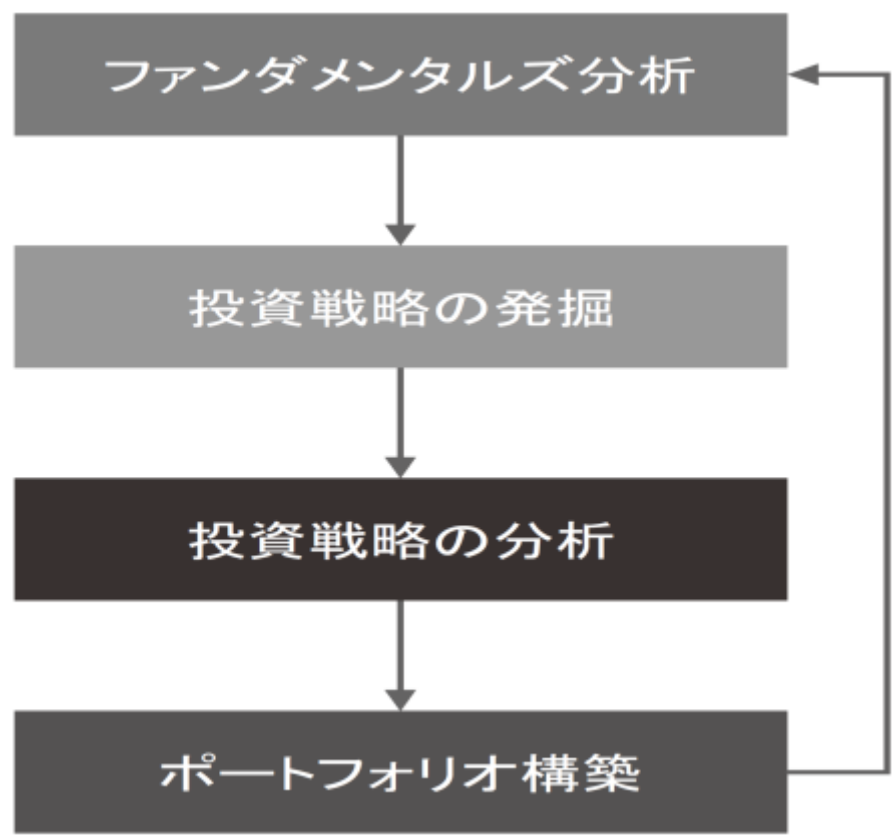 ファンダメンタルズ分析
投資戦略の発掘
投資戦略の分析
ポートフォリオ構築